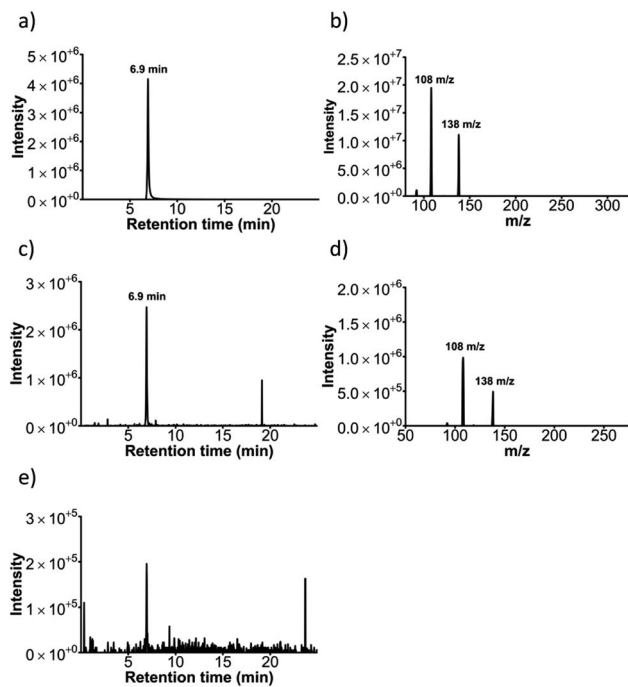 a)
Intensity
5 × 10⁺⁶
4 × 10⁺⁶
3 × 10⁺⁶
2 × 10⁺⁶
1 × 10⁺⁶
0 × 10⁺⁰
6.9 min
5 10 15 20
Retention time (min)
b)
Intensity
2.5 × 10⁺⁷
2.0 × 10⁺⁷
1.5 × 10⁺⁷
1.0 × 10⁺⁷
5.0 × 10⁺⁶
0.0 × 10⁺⁰
108 m/z
138 m/z
100 150 200 250 300
m/z
c)
Intensity
3 × 10⁺⁶
2 × 10⁺⁶
1 × 10⁺⁶
0 × 10⁺⁰
6.9 min
5 10 15 20
Retention time (min)
d)
Intensity
2.0 × 10⁺⁶
1.5 × 10⁺⁶
1.0 × 10⁺⁶
5.0 × 10⁺⁵
0.0 × 10⁺⁰
108 m/z
138 m/z
50 100 150 200 250
m/z
e)
Intensity
3 × 10⁺⁵
2 × 10⁺⁵
1 × 10⁺⁵
0 × 10⁺⁰
5 10 15 20
Retention time (min)